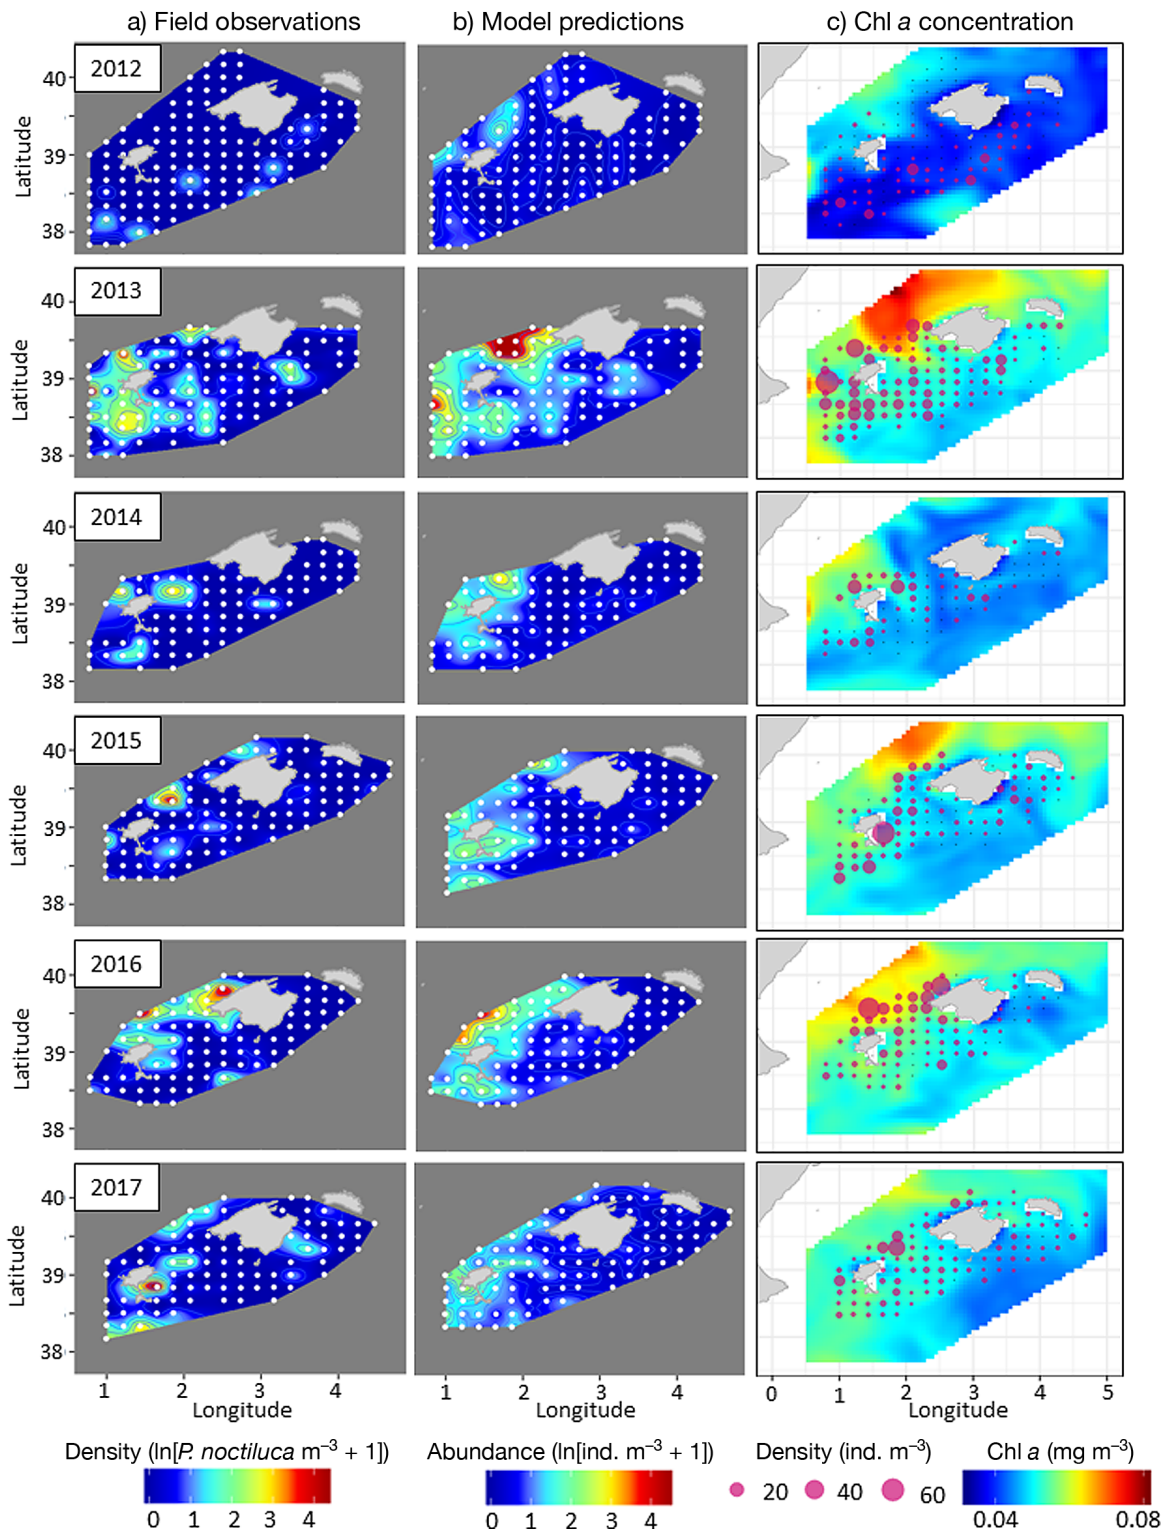 a) Field observations b) Model predictions c) Chl a concentration
2012
40
39
38
Latitude
2013
40
39
38
Latitude
2014
40
39
38
Latitude
2015
40
39
38
Latitude
2016
40
39
38
Latitude
2017
40
39
38
Latitude
1 2 3 4 1 2 3 4 0 1 2 3 4 5
Longitude Longitude Longitude
Density (ln[P. noctiluca m⁻³ + 1]) Abundance (ln[ind. m⁻³ + 1]) Density (ind. m⁻³) Chl a (mg m⁻³)
0 1 2 3 4 0 1 2 3 4 20 40 60 0.04 0.08